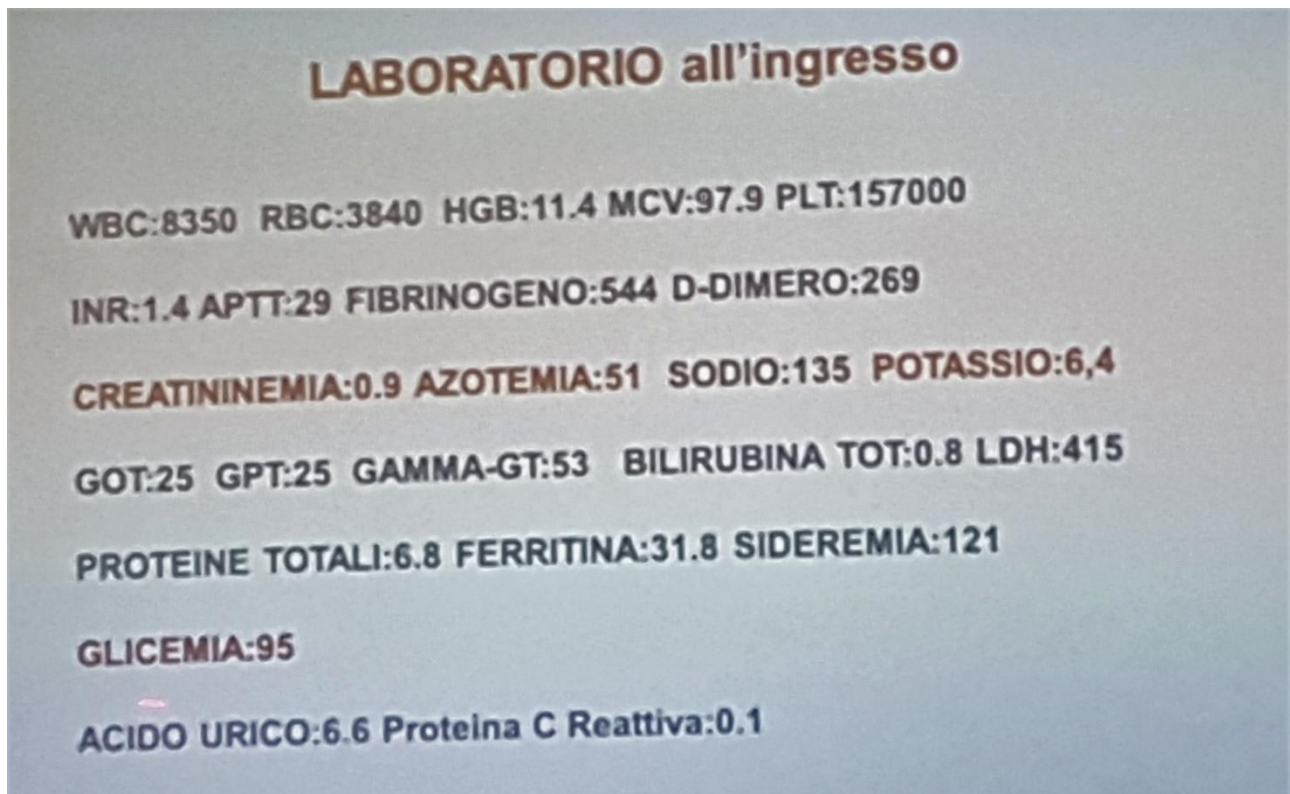 LABORATORIO all'ingresso
WBC:8350 RBC:3840 HGB:11.4 MCV:97.9 PLT:157000
INR:1.4 APTT:29 FIBRINOGENO:544 D-DIMERO:269
CREATININEMIA:0.9 AZOTEMIA:51 SODIO:135 POTASSIO:6,4
GOT:25 GPT:25 GAMMA-GT:53 BILIRUBINA TOT:0.8 LDH:415
PROTEINE TOTALI:6.8 FERRITINA:31.8 SIDEREMIA:121
GLICEMIA:95
ACIDO URICO:6.6 Proteina C Reattiva:0.1